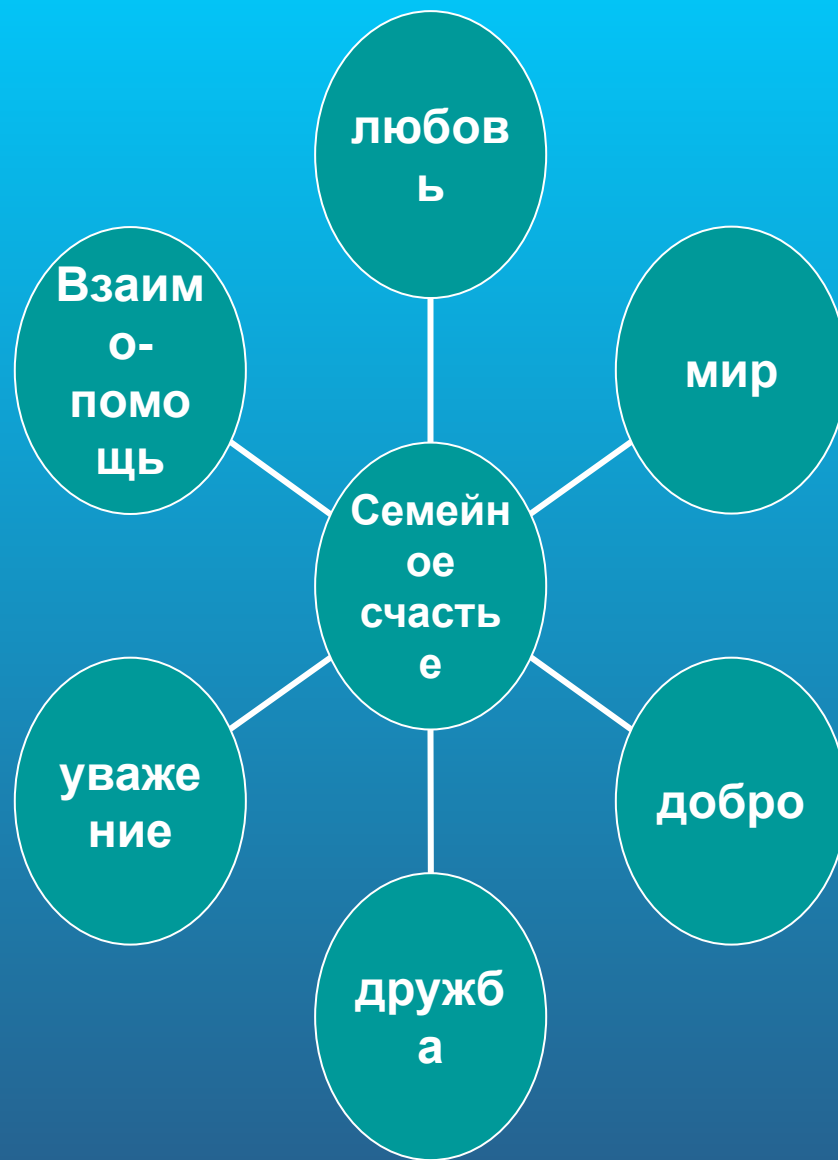 любов
ь
Взаим
о-
помо
щь
мир
Семейн
ое
счасть
е
уваже
ние
добро
дружб
а